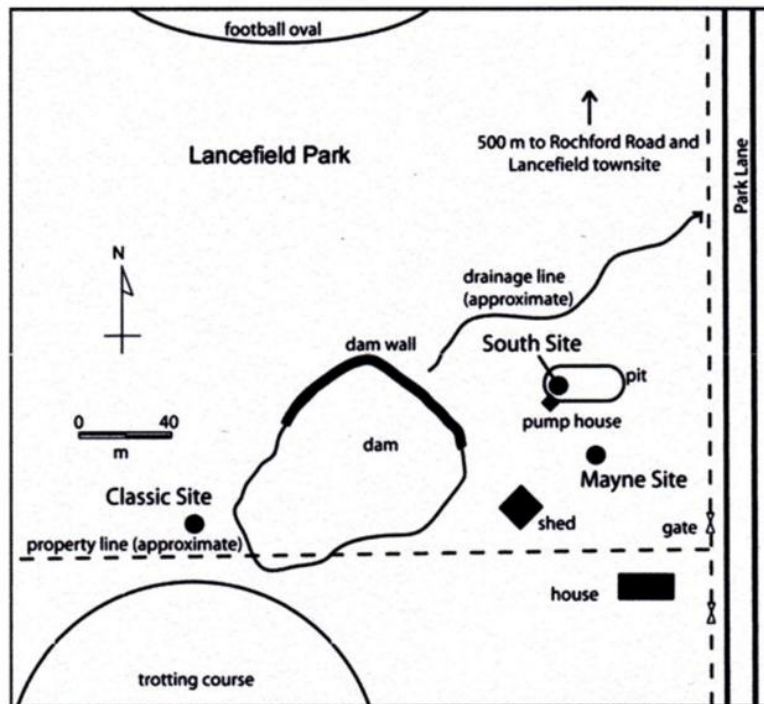 football oval
Lancefield Park
500 m to Rochford Road and
Lancefield townsite
Park Lane
N
drainage line
(approximate)
dam wall
South Site
pit
0 40
m
pump house
dam
Mayne Site
Classic Site
shed
gate
property line (approximate)
house
trotting course